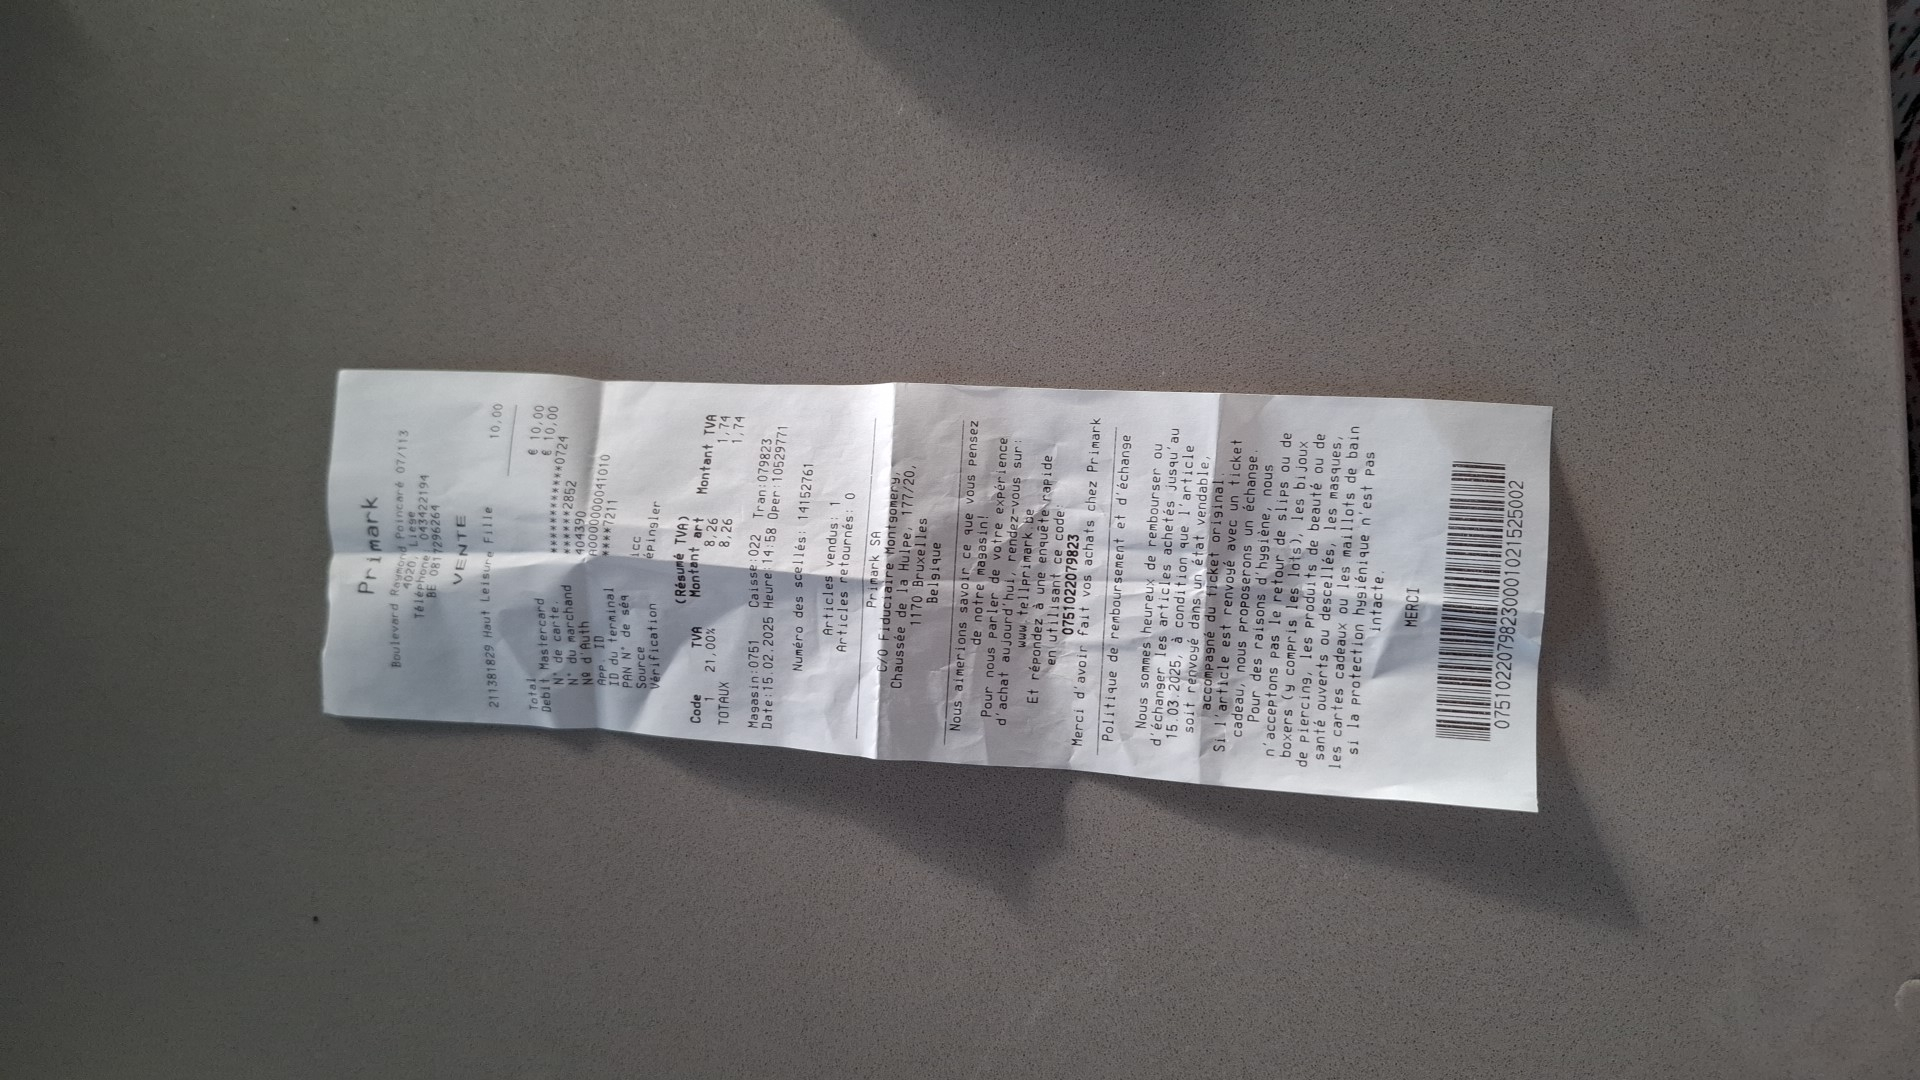 Primark
Boulevard Raymond Poincaré 07/113
4020, Liège
Téléphone: 043422194
BE 0817296264
VENTE
211381829 Haut Leisure Fille 10,00
Total € 10,00
Debit Mastercard € 10,00
N° de carte. ************0724
N° du marchand ******2852
Nº d'Auth 404390
App. ID A0000000041010
ID du terminal ****7211
PAN N° de séq
Source icc
Vérification épingler
(Résumé TVA)
Code TVA Montant art Montant TVA
1 21,00% 8,26 1,74
TOTAUX 8,26 1,74
Magasin:0751 Caisse:022 Tran:079823
Date:15.02.2025 Heure:14:58 Oper:10529771
Numéro des scellés: 14152761
Articles vendus: 1
Articles retournés: 0
Primark SA
C/O Fiduciaire Montgomery,
Chaussée de la Hulpe, 177/20,
1170 Bruxelles
Belgique
Nous aimerions savoir ce que vous pensez
de notre magasin!
Pour nous parler de votre expérience
d'achat aujourd'hui, rendez-vous sur:
www.tellprimark.be
Et répondez à une enquête rapide
en utilisant ce code:
0751022079823
Merci d'avoir fait vos achats chez Primark
Politique de remboursement et d'échange
Nous sommes heureux de rembourser ou
d'échanger les articles achetés jusqu'au
15.03.2025, à condition que l'article
soit renvoyé dans un état vendable,
accompagné du ticket original.
Si l'article est renvoyé avec un ticket
cadeau, nous proposerons un échange.
Pour des raisons d'hygiène, nous
n'acceptons pas le retour de slips ou de
boxers (y compris les lots), les bijoux
de piercing, les produits de beauté ou de
santé ouverts ou descellés, les masques,
les cartes cadeaux ou les maillots de bain
si la protection hygiénique n'est pas
intacte.
MERCI
0751022079823000102152502